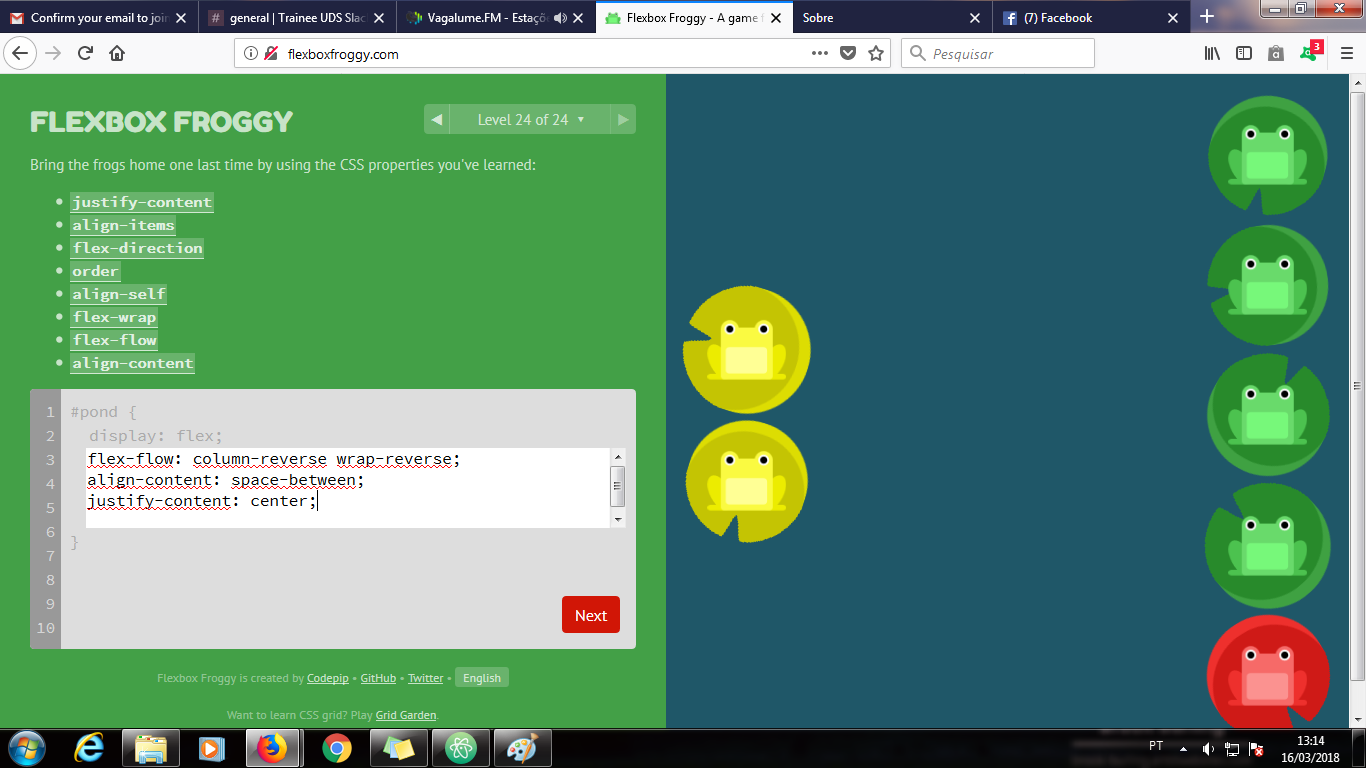 Confirm your email to join
general | Trainee UDS Slac
Vagalume.FM - Estaçõe
Flexbox Froggy - A game f
Sobre
(7) Facebook
flexboxfroggy.com
Pesquisar
3
FLEXBOX FROGGY
Level 24 of 24
Bring the frogs home one last time by using the CSS properties you've learned:
justify-content
align-items
flex-direction
order
align-self
flex-wrap
flex-flow
align-content
1 #pond {
2 display: flex;
3 flex-flow: column-reverse wrap-reverse;
4 align-content: space-between;
5 justify-content: center;
6 }
7
8
9
10
Next
Flexbox Froggy is created by Codepip • GitHub • Twitter • English
Want to learn CSS grid? Play Grid Garden.
PT
13:14
16/03/2018